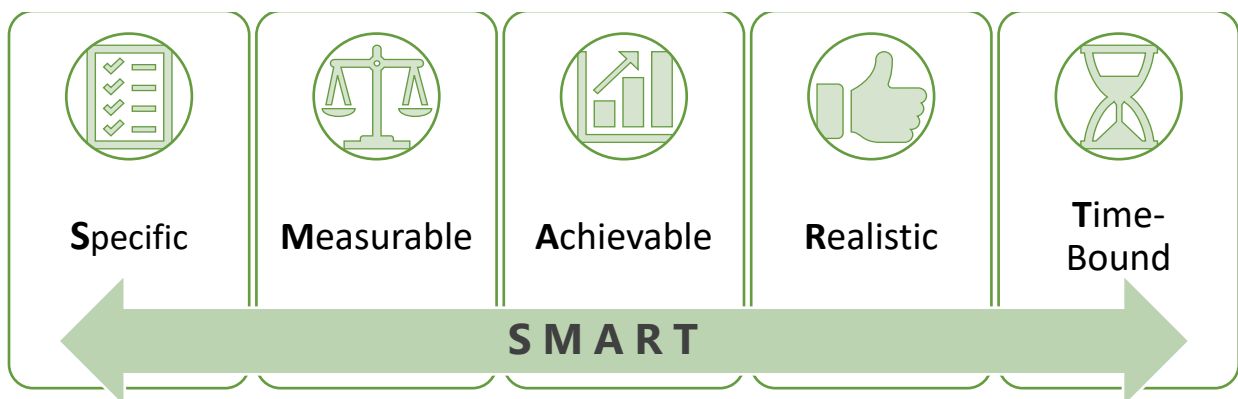 Specific
Measurable
Achievable
Realistic
Time-
Bound
SMART